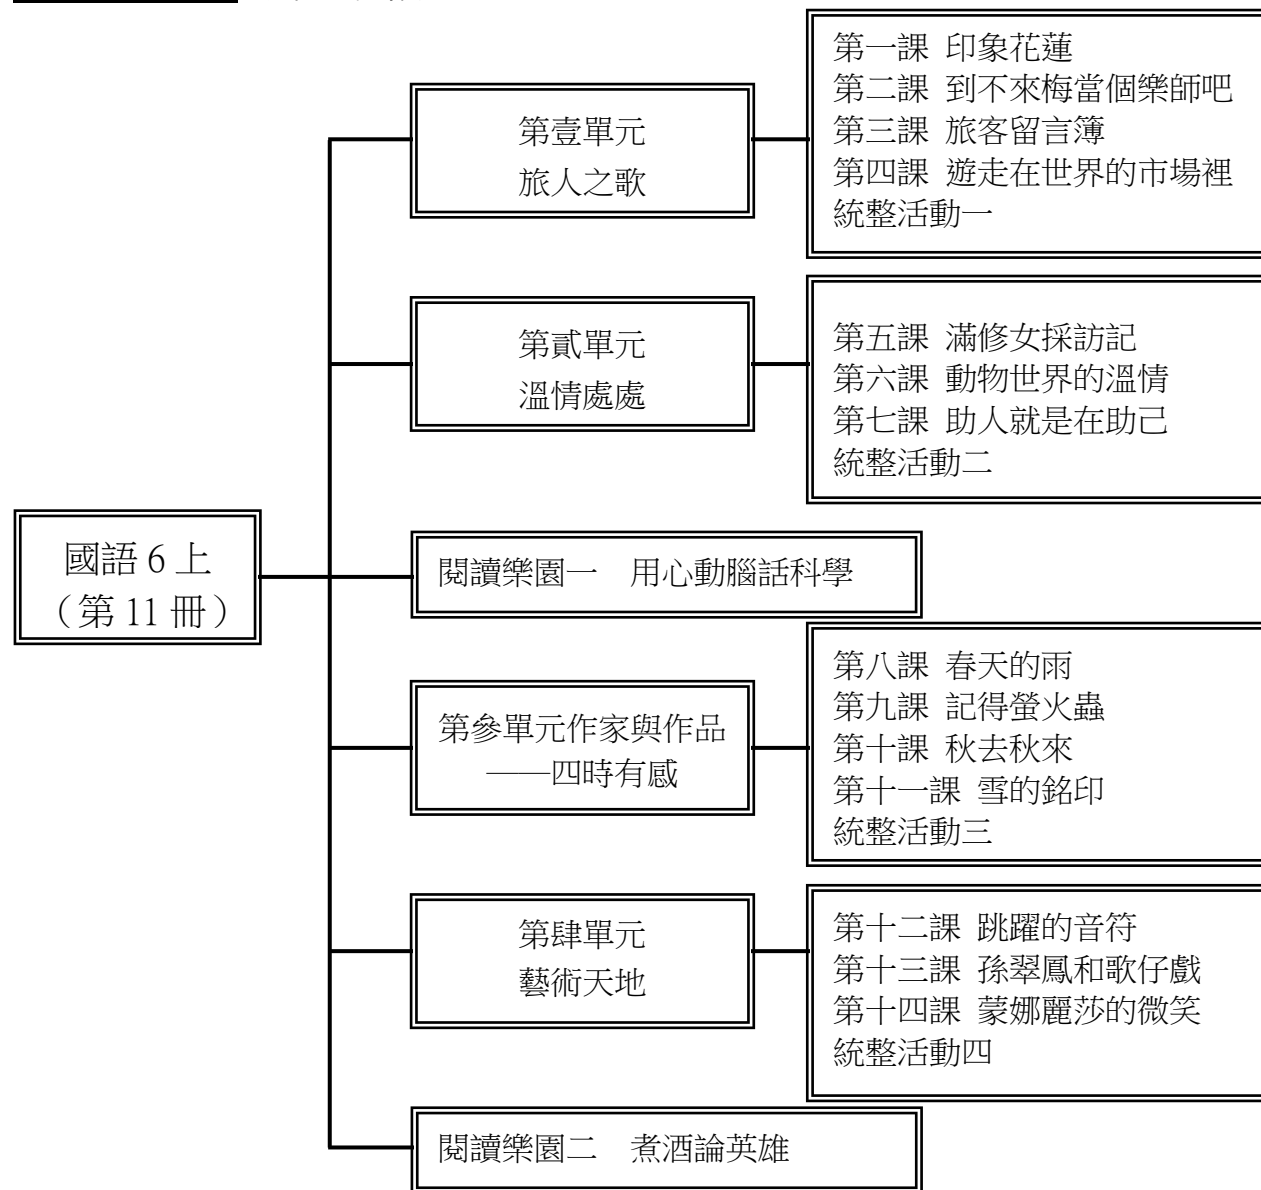 國語 6 上
（第 11 冊）
第壹單元
旅人之歌
第一課 印象花蓮
第二課 到不來梅當個樂師吧
第三課 旅客留言簿
第四課 遊走在世界的市場裡
統整活動一
第貳單元
溫情處處
第五課 滿修女採訪記
第六課 動物世界的溫情
第七課 助人就是在助己
統整活動二
閱讀樂園一　用心動腦話科學
第參單元作家與作品
——四時有感
第八課 春天的雨
第九課 記得螢火蟲
第十課 秋去秋來
第十一課 雪的銘印
統整活動三
第肆單元
藝術天地
第十二課 跳躍的音符
第十三課 孫翠鳳和歌仔戲
第十四課 蒙娜麗莎的微笑
統整活動四
閱讀樂園二　煮酒論英雄